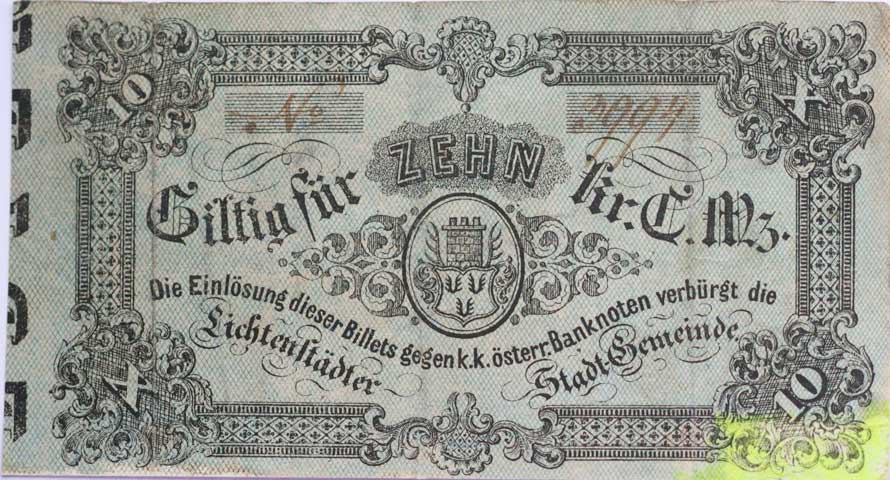 10 X
No 3994
ZEHN
Giltig für kr. C. Mz.
Die Einlösung dieser Billets gegen k.k. österr. Banknoten verbürgt die
Lichtenstädter Stadt Gemeinde
X 10